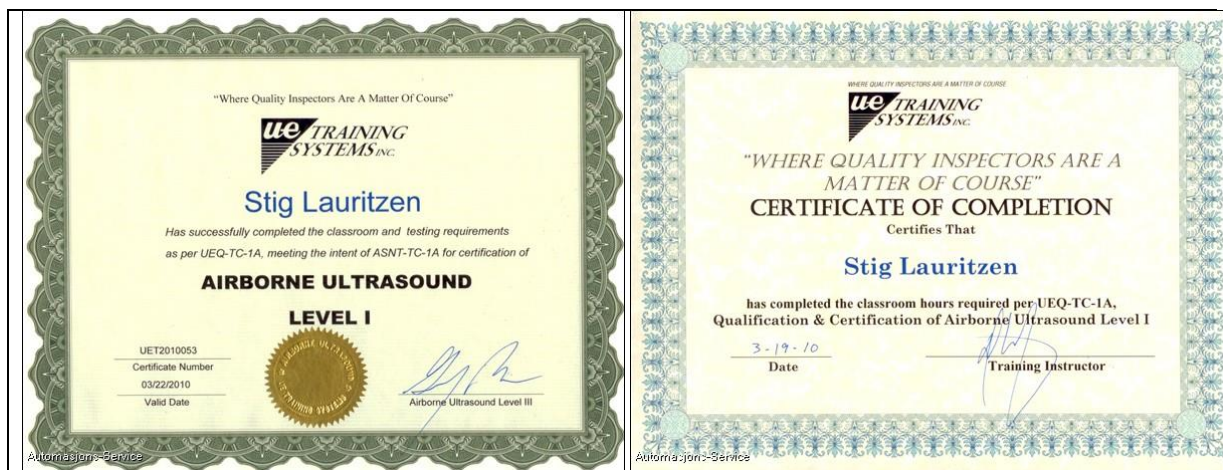 “Where Quality Inspectors Are A Matter Of Course”
ue TRAINING
SYSTEMS INC.
Stig Lauritzen
Has successfully completed the classroom and testing requirements
as per UEQ-TC-1A, meeting the intent of ASNT-TC-1A for certification of
AIRBORNE ULTRASOUND
LEVEL I
UET2010053
Certificate Number
03/22/2010
Valid Date
Airborne Ultrasound Level III
Automasjons-Service
WHERE QUALITY INSPECTORS ARE A MATTER OF COURSE
ue TRAINING
SYSTEMS INC.
"WHERE QUALITY INSPECTORS ARE A
MATTER OF COURSE"
CERTIFICATE OF COMPLETION
Certifies That
Stig Lauritzen
has completed the classroom hours required per UEQ-TC-1A,
Qualification & Certification of Airborne Ultrasound Level I
3-19-10
Date
Training Instructor
Automasjons-Service